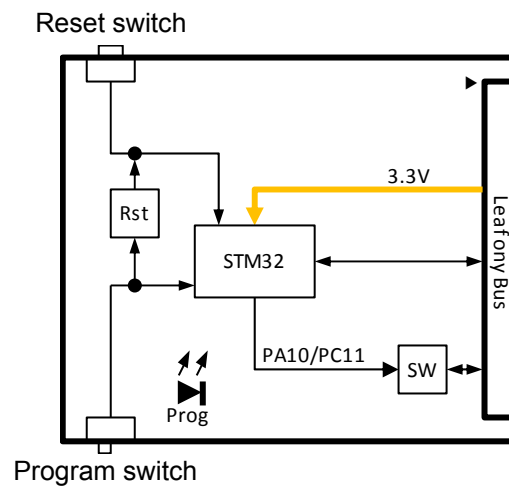 Reset switch
3.3V
Rst
STM32
Leafony Bus
PA10/PC11
SW
Prog
Program switch